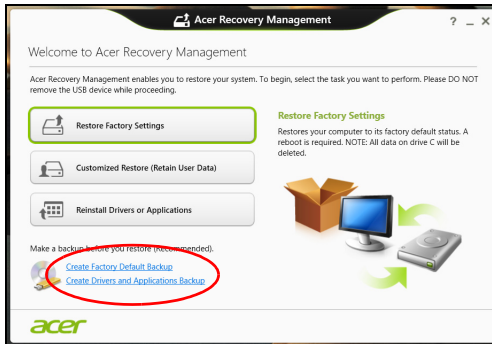 Acer Recovery Management
? _ X
Welcome to Acer Recovery Management
Acer Recovery Management enables you to restore your system. To begin, select the task you want to perform. Please DO NOT
remove the USB device while proceeding.
Restore Factory Settings
Customized Restore (Retain User Data)
Reinstall Drivers or Applications
Restore Factory Settings
Restores your computer to its factory default status. A
reboot is required. NOTE: All data on drive C will be
deleted.
Make a backup before you restore (Recommended).
Create Factory Default Backup
Create Drivers and Applications Backup
acer